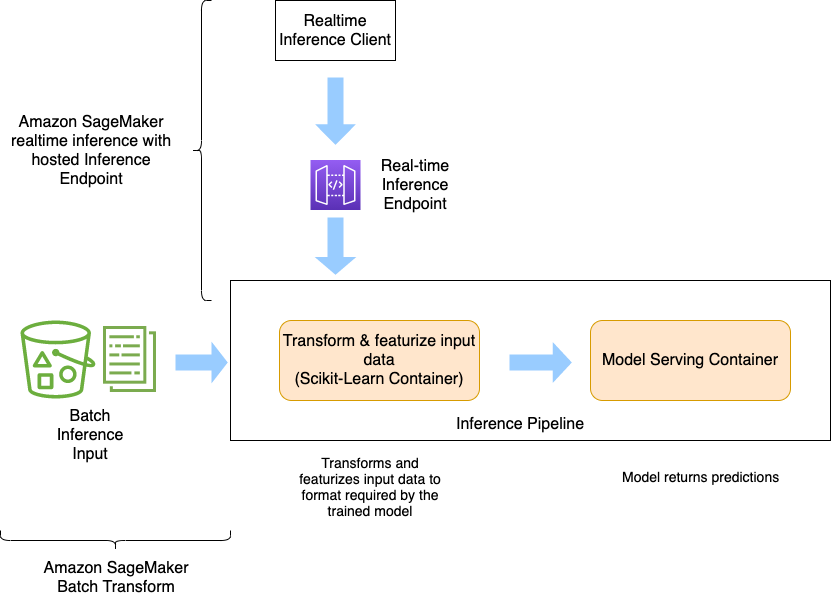 Realtime
Inference Client
Amazon SageMaker
realtime inference with
hosted Inference
Endpoint
Real-time
Inference
Endpoint
</>
Transform & featurize input
data
(Scikit-Learn Container)
Model Serving Container
Inference Pipeline
Batch
Inference
Input
Transforms and
featurizes input data to
format required by the
trained model
Model returns predictions
Amazon SageMaker
Batch Transform